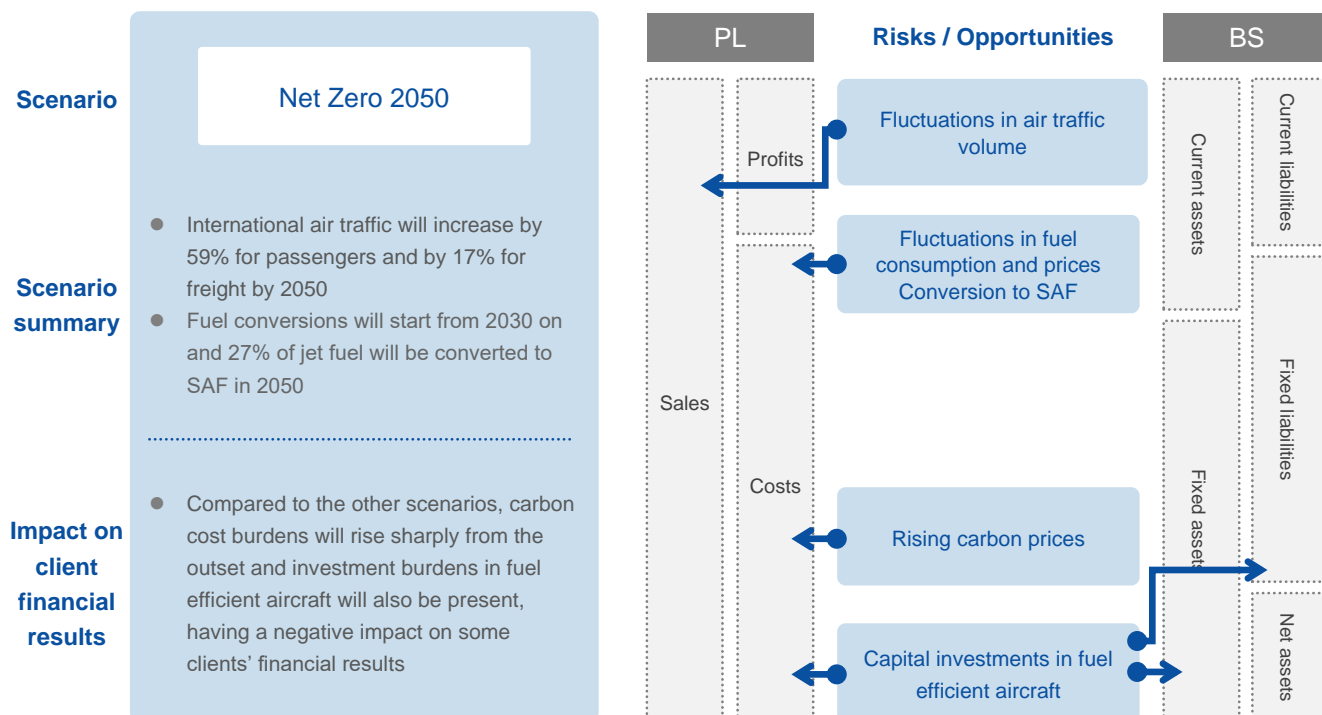 Scenario
Net Zero 2050
Scenario
summary
● International air traffic will increase by
59% for passengers and by 17% for
freight by 2050
● Fuel conversions will start from 2030 on
and 27% of jet fuel will be converted to
SAF in 2050
Impact on
client
financial
results
● Compared to the other scenarios, carbon
cost burdens will rise sharply from the
outset and investment burdens in fuel
efficient aircraft will also be present,
having a negative impact on some
clients' financial results
PL
Risks / Opportunities
BS
Sales
Profits
Costs
Fluctuations in air traffic
volume
Fluctuations in fuel
consumption and prices
Conversion to SAF
Rising carbon prices
Capital investments in fuel
efficient aircraft
Current assets
Fixed assets
Current liabilities
Fixed liabilities
Net assets